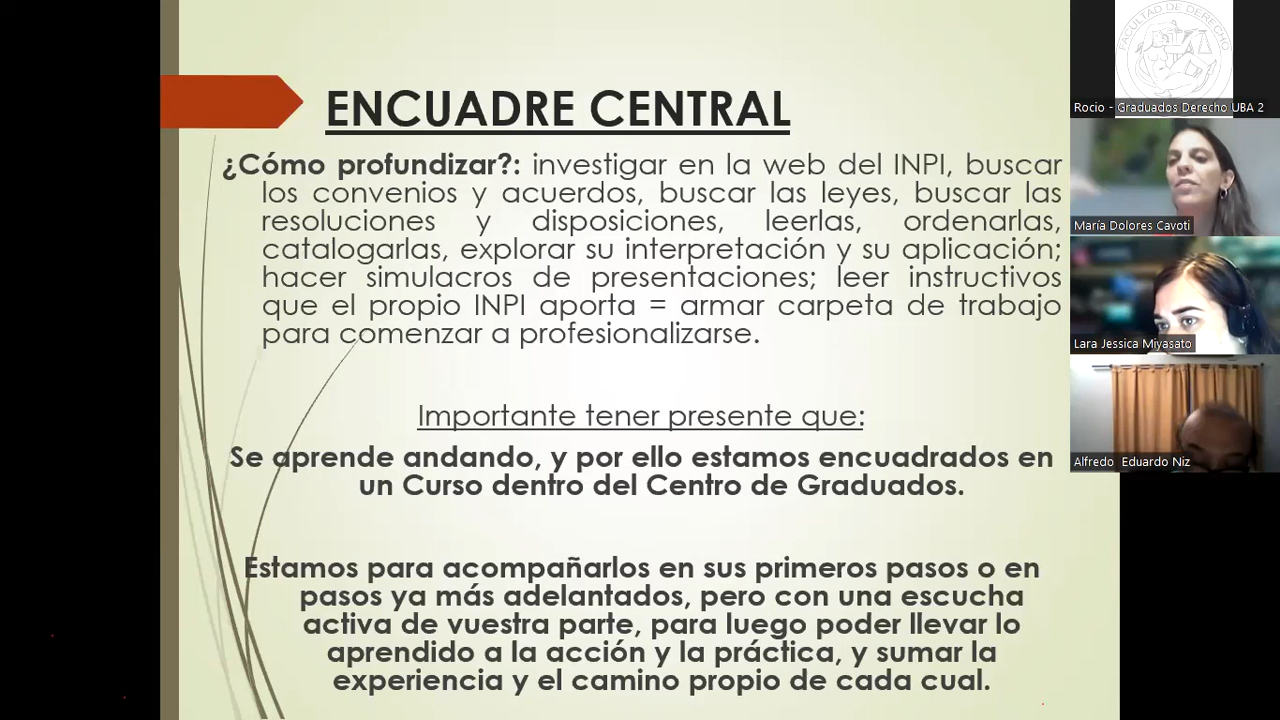 ENCUADRE CENTRAL
¿Cómo profundizar?: investigar en la web del INPI, buscar
los convenios y acuerdos, buscar las leyes, buscar las
resoluciones y disposiciones, leerlas, ordenarlas,
catalogarlas, explorar su interpretación y su aplicación;
hacer simulacros de presentaciones; leer instructivos
que el propio INPI aporta = armar carpeta de trabajo
para comenzar a profesionalizarse.
Importante tener presente que:
Se aprende andando, y por ello estamos encuadrados en
un Curso dentro del Centro de Graduados.
Estamos para acompañarlos en sus primeros pasos o en
pasos ya más adelantados, pero con una escucha
activa de vuestra parte, para luego poder llevar lo
aprendido a la acción y la práctica, y sumar la
experiencia y el camino propio de cada cual.
FACULTAD DE DERECHO
Rocio - Graduados Derecho UBA 2
María Dolores Cavoti
Lara Jessica Miyasato
Alfredo Eduardo Niz